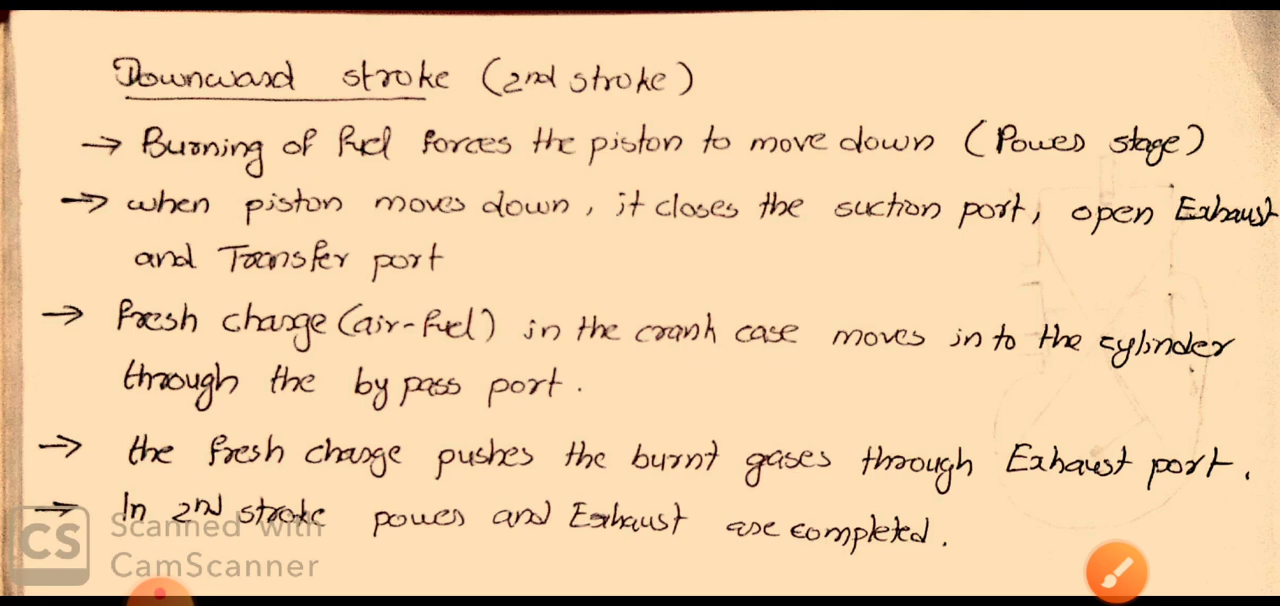 Downward stroke (2nd stroke)
→ Burning of fuel forces the piston to move down (Power stage)
→ when piston moves down, it closes the suction port, open Exhaust
and Transfer port
→ fresh charge (air-fuel) in the crank case moves in to the cylinder
through the by pass port.
→ the fresh charge pushes the burnt gases through Exhaust port.
→ In 2nd stroke power and Exhaust are completed.
CS Scanned with
CamScanner